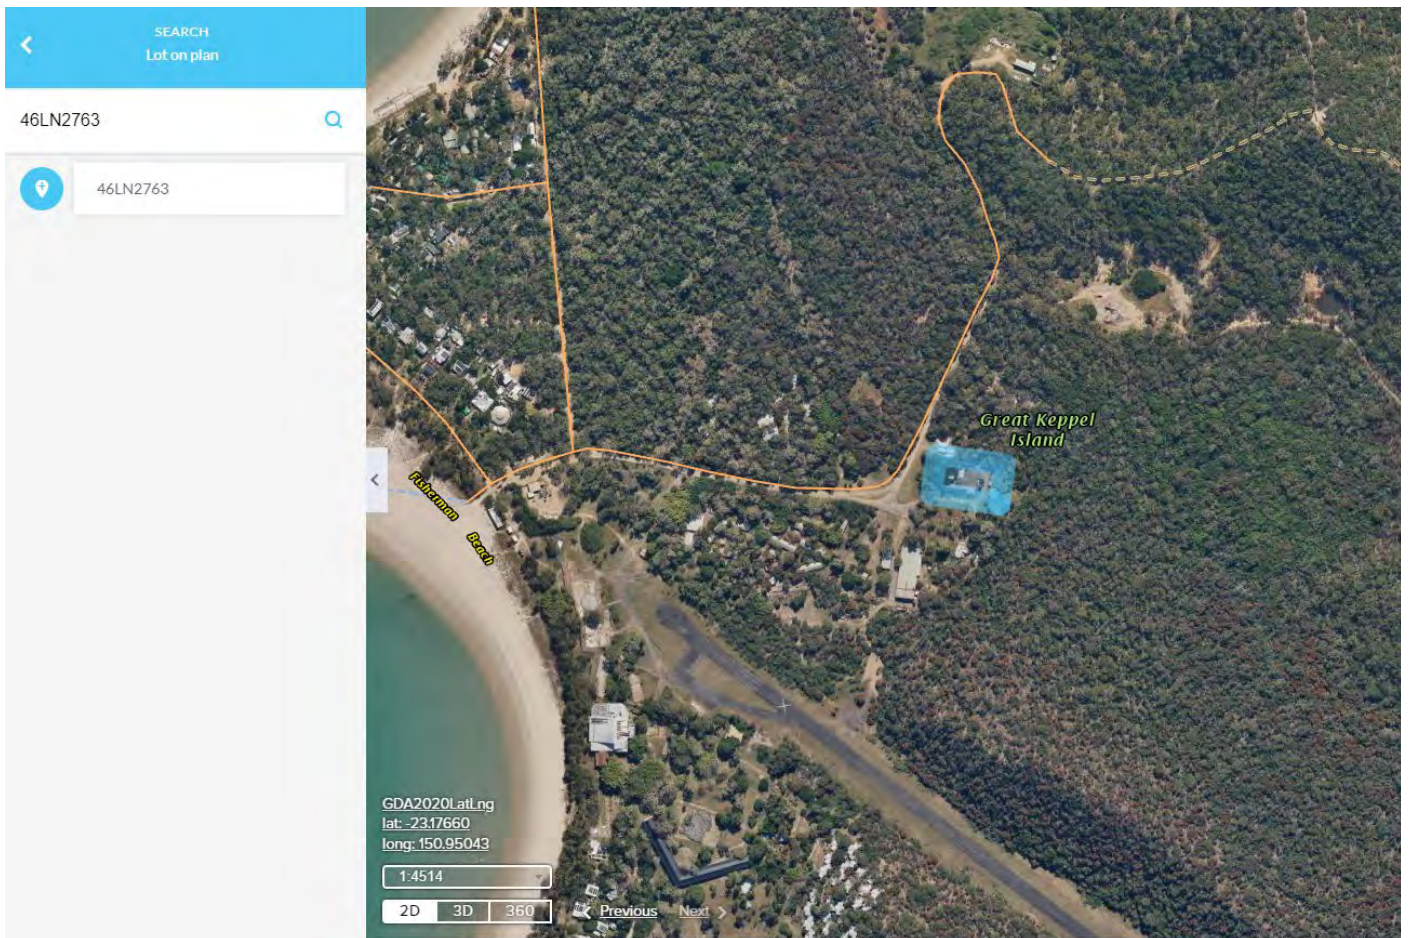 SEARCH
Lot on plan
46LN2763
46LN2763
Great Keppel
Island
Fisherman
Beach
GDA2020LatLng
lat: -23.17660
long: 150.95043
1:4514
2D 3D 360
Previous Next